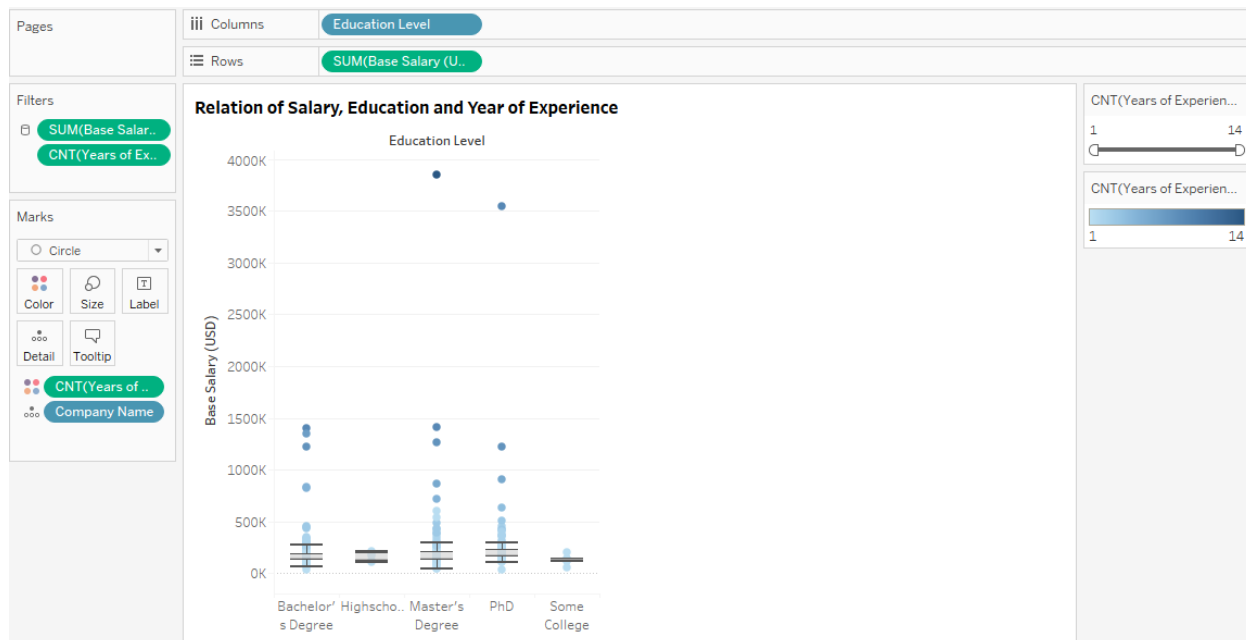 Pages
Columns
Education Level
Rows
SUM(Base Salary (U..
Filters
SUM(Base Salar..
CNT(Years of Ex..
Marks
Circle
Color
Size
Label
Detail
Tooltip
CNT(Years of ..
Company Name
Relation of Salary, Education and Year of Experience
Education Level
Base Salary (USD)
4000K
3500K
3000K
2500K
2000K
1500K
1000K
500K
0K
Bachelor'
s Degree
Highscho..
Master's
Degree
PhD
Some
College
CNT(Years of Experien...
1 14
CNT(Years of Experien...
1 14